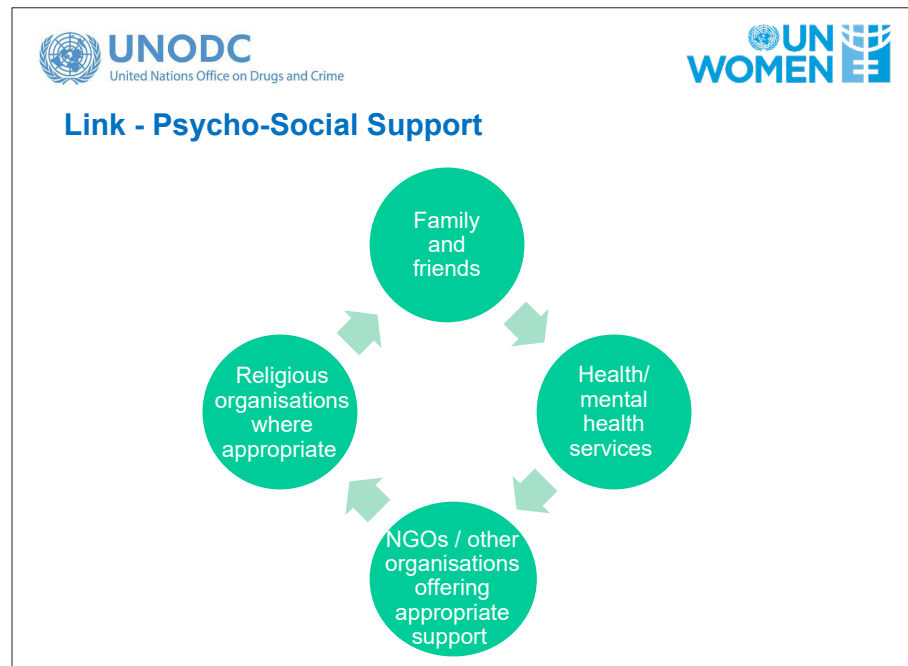 UNODC
United Nations Office on Drugs and Crime
UN
WOMEN
Link - Psycho-Social Support
Family
and
friends
Health/
mental
health
services
NGOs / other
organisations
offering
appropriate
support
Religious
organisations
where
appropriate